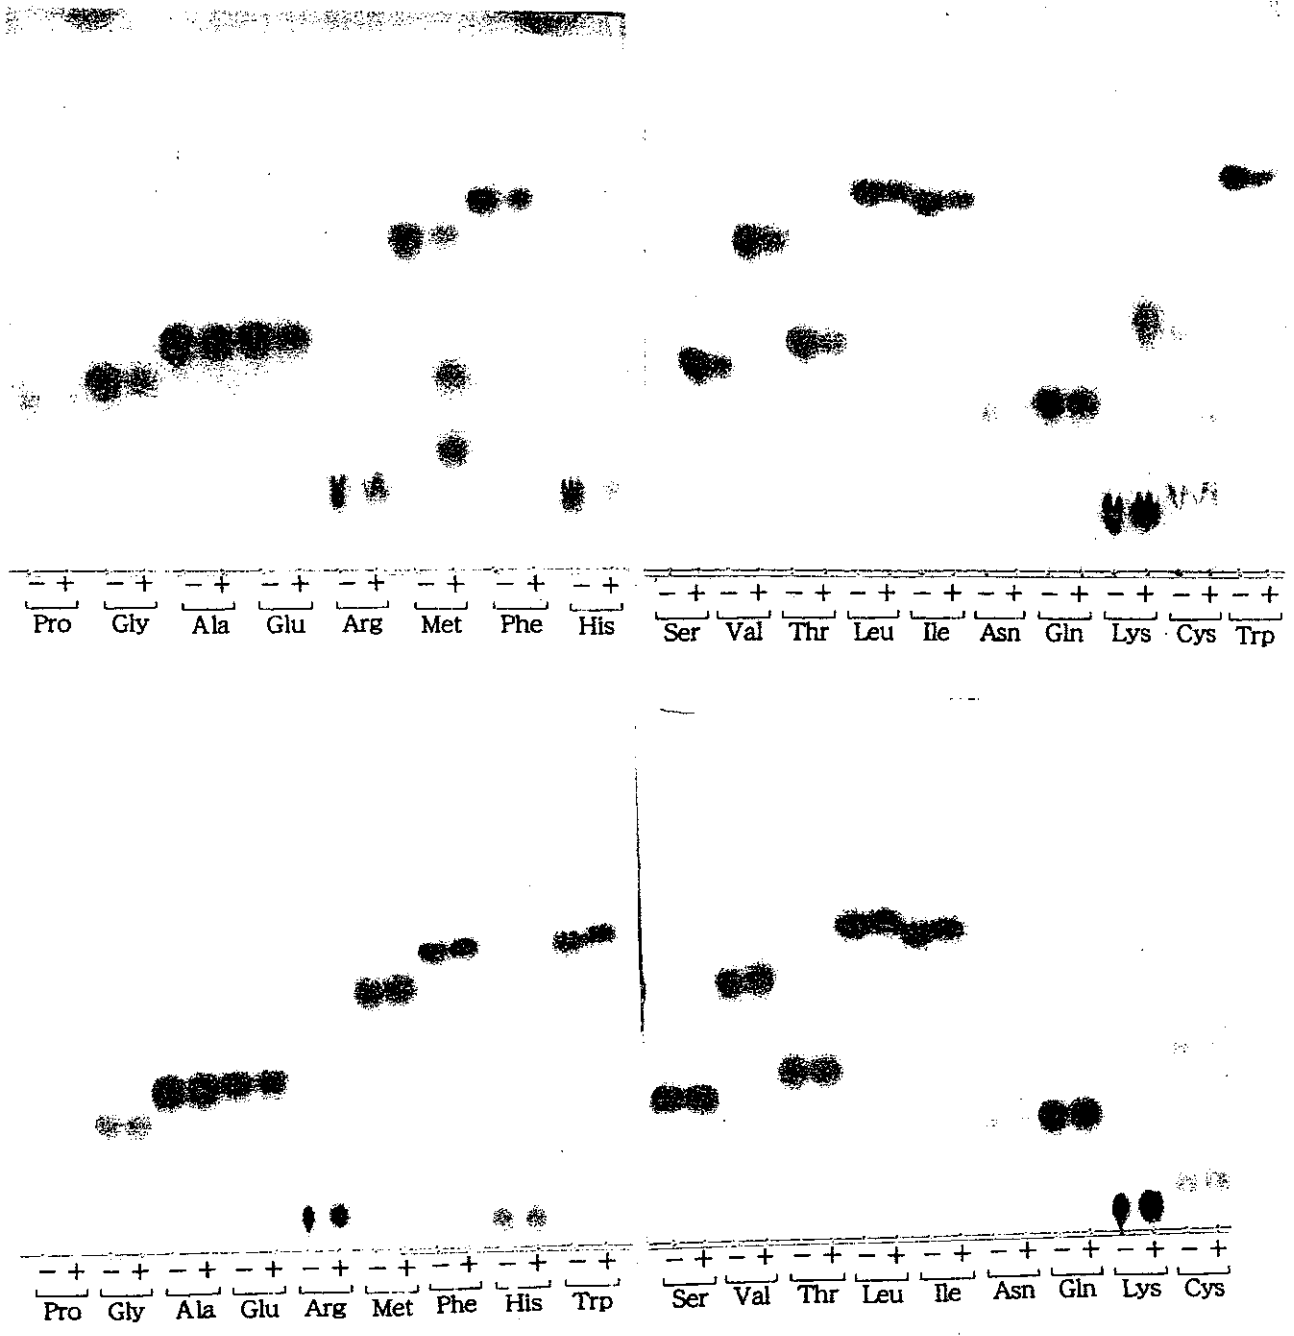 − + − + − + − + − + − + − + − +
Pro Gly Ala Glu Arg Met Phe His
− + − + − + − + − + − + − + − + − + − +
Ser Val Thr Leu Ile Asn Gln Lys Cys Trp
− + − + − + − + − + − + − + − + − +
Pro Gly Ala Glu Arg Met Phe His Trp
− + − + − + − + − + − + − + − + − +
Ser Val Thr Leu Ile Asn Gln Lys Cys